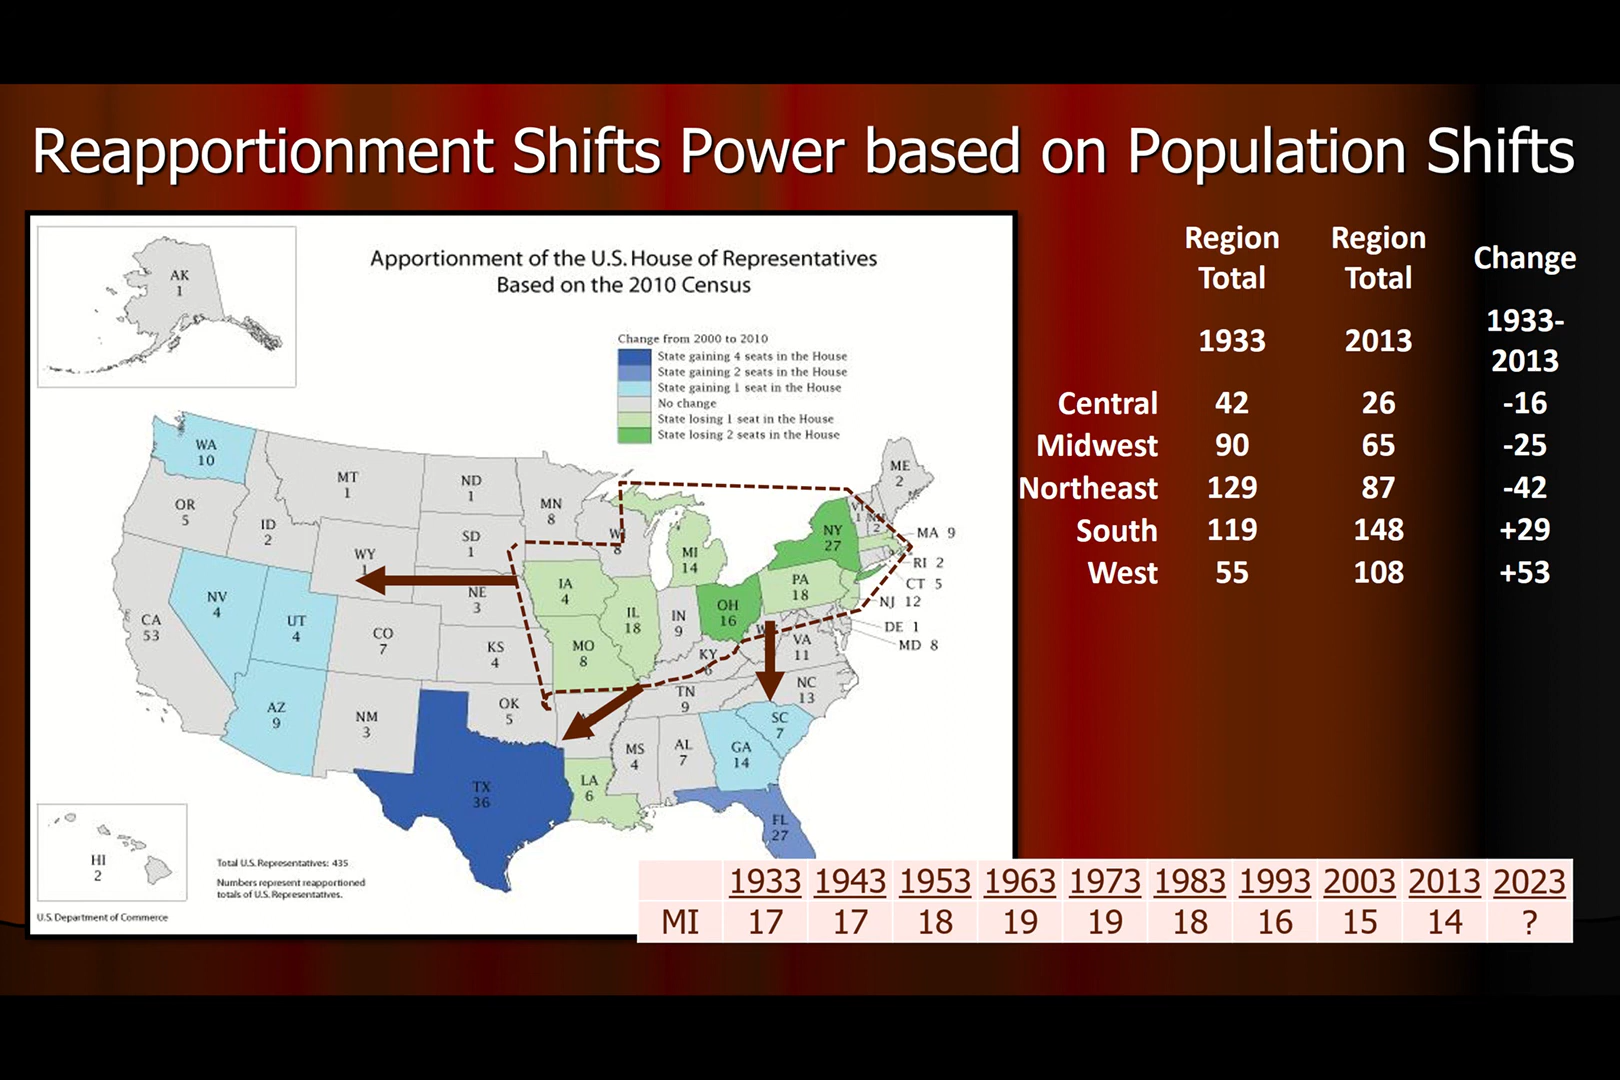 Reapportionment Shifts Power based on Population Shifts
Apportionment of the U.S. House of Representatives
Based on the 2010 Census
Change from 2000 to 2010
State gaining 4 seats in the House
State gaining 2 seats in the House
State gaining 1 seat in the House
No change
State losing 1 seat in the House
State losing 2 seats in the House
AK
1
WA
10
OR
5
ID
2
MT
1
ND
1
MN
8
SD
1
WY
1
NE
3
NV
4
UT
4
CA
53
CO
7
KS
4
AZ
9
NM
3
OK
5
TX
36
IA
4
MO
8
8
IL
18
IN
9
MI
14
OH
16
KY
6
TN
9
MS
4
AL
7
GA
14
SC
7
NC
13
VA
11
LA
6
FL
27
PA
18
NY
27
1
2
ME
2
MA 9
RI 2
CT 5
NJ 12
DE 1
MD 8
HI
2
Total U.S. Representatives: 435
Numbers represent reapportioned
totals of U.S. Representatives.
U.S. Department of Commerce
Region Total Region Total Change
1933 2013 1933-2013
Central 42 26 -16
Midwest 90 65 -25
Northeast 129 87 -42
South 119 148 +29
West 55 108 +53
1933 1943 1953 1963 1973 1983 1993 2003 2013 2023
MI 17 17 18 19 19 18 16 15 14 ?